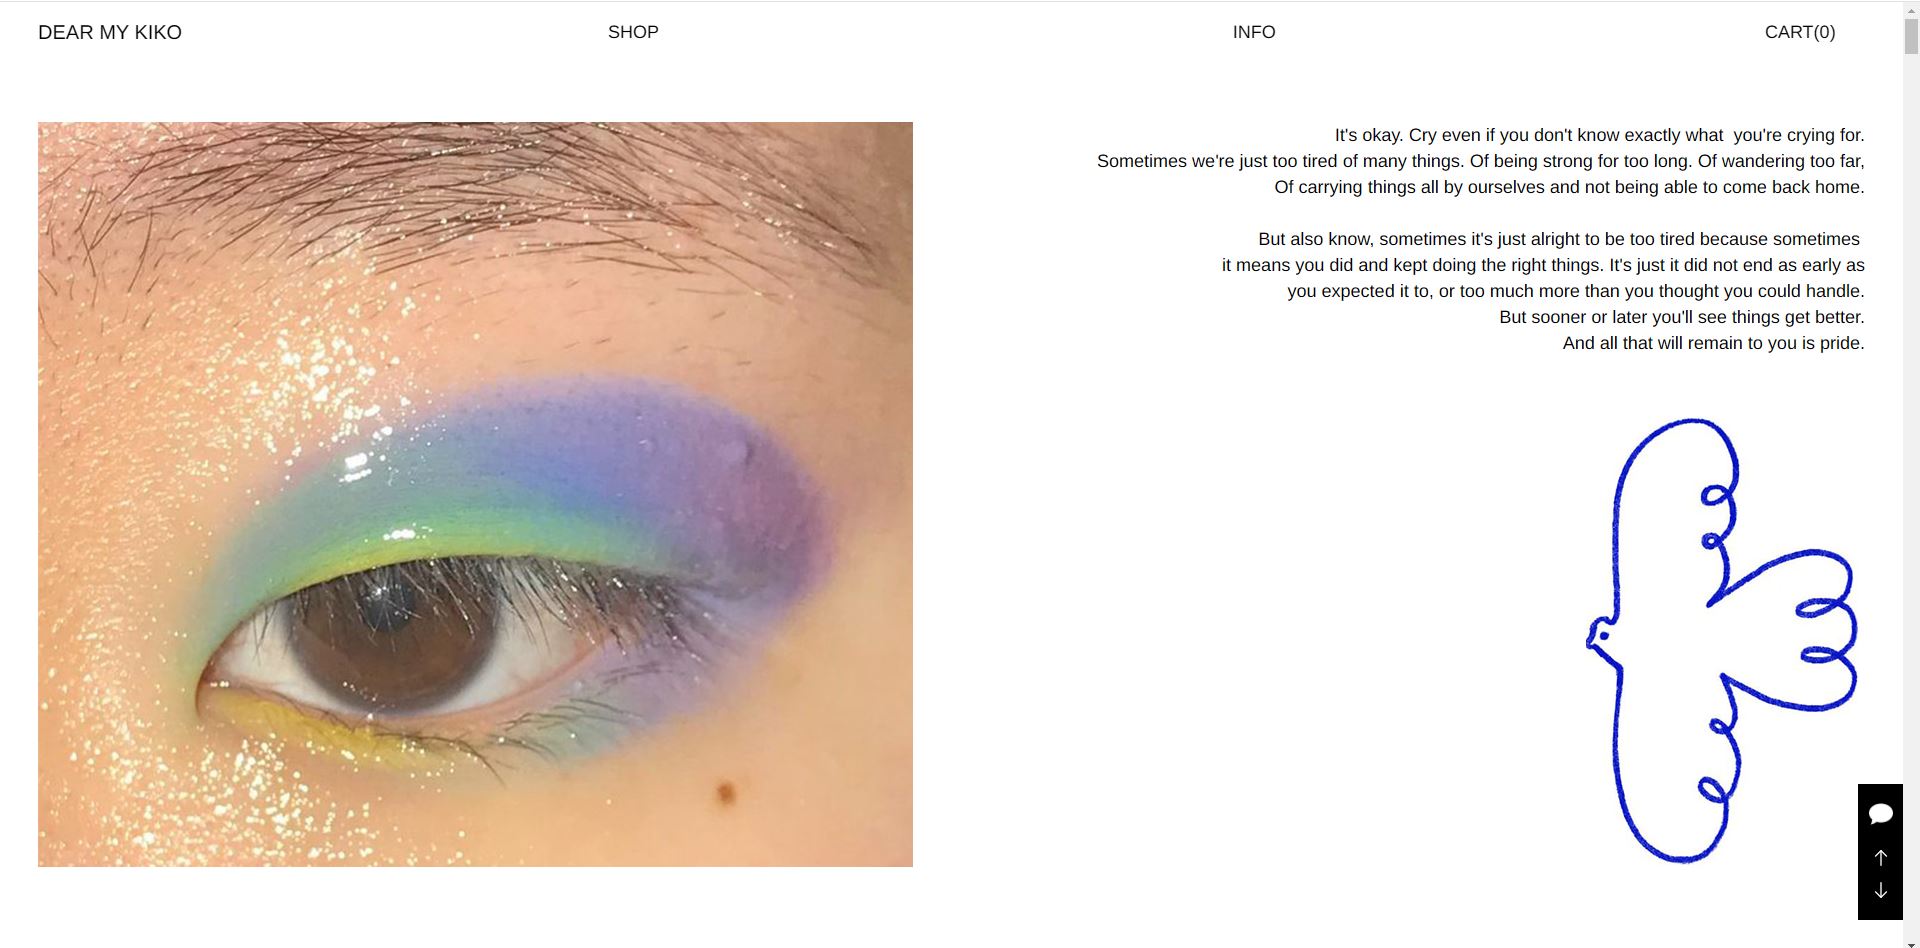 DEAR MY KIKO
SHOP
INFO
CART(0)
It's okay. Cry even if you don't know exactly what  you're crying for.
Sometimes we're just too tired of many things. Of being strong for too long. Of wandering too far,
Of carrying things all by ourselves and not being able to come back home.
But also know, sometimes it's just alright to be too tired because sometimes
it means you did and kept doing the right things. It's just it did not end as early as
you expected it to, or too much more than you thought you could handle.
But sooner or later you'll see things get better.
And all that will remain to you is pride.